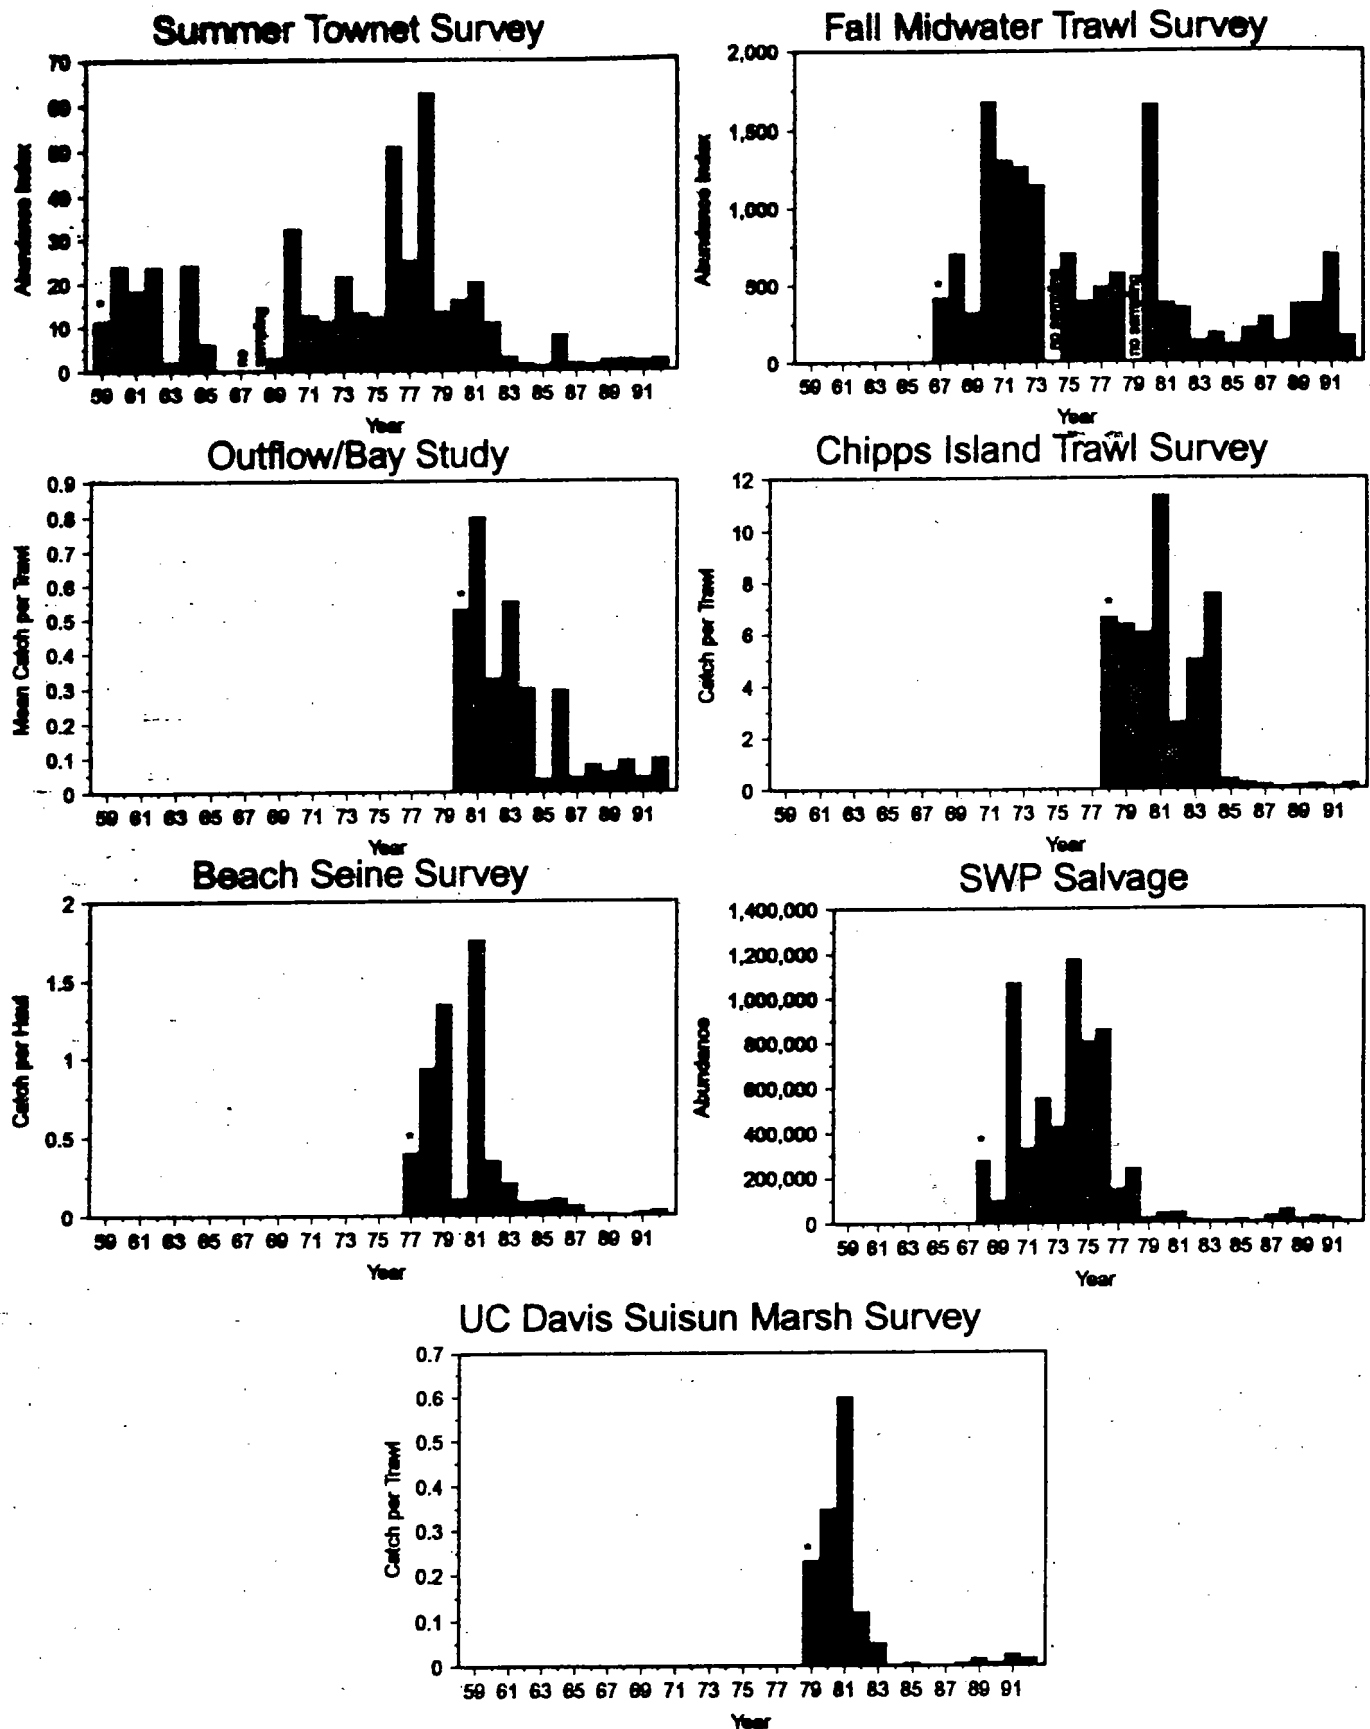 Summer Townet Survey
70
60
50
40
30
20
10
0
Abundance Index
*
no
sampling
59 61 63 65 67 69 71 73 75 77 79 81 83 85 87 89 91
Year
Fall Midwater Trawl Survey
2,000
1,500
1,000
500
0
Abundance Index
*
no sampling
no sampling
59 61 63 65 67 69 71 73 75 77 79 81 83 85 87 89 91
Year
Outflow/Bay Study
0.9
0.8
0.7
0.6
0.5
0.4
0.3
0.2
0.1
0
Mean Catch per Trawl
*
59 61 63 65 67 69 71 73 75 77 79 81 83 85 87 89 91
Year
Chipps Island Trawl Survey
12
10
8
6
4
2
0
Catch per Trawl
*
59 61 63 65 67 69 71 73 75 77 79 81 83 85 87 89 91
Year
Beach Seine Survey
2
1.5
1
0.5
0
Catch per Haul
*
59 61 63 65 67 69 71 73 75 77 79 81 83 85 87 89 91
Year
SWP Salvage
1,400,000
1,200,000
1,000,000
800,000
600,000
400,000
200,000
0
Abundance
*
59 61 63 65 67 69 71 73 75 77 79 81 83 85 87 89 91
Year
UC Davis Suisun Marsh Survey
0.7
0.6
0.5
0.4
0.3
0.2
0.1
0
Catch per Trawl
*
59 61 63 65 67 69 71 73 75 77 79 81 83 85 87 89 91
Year